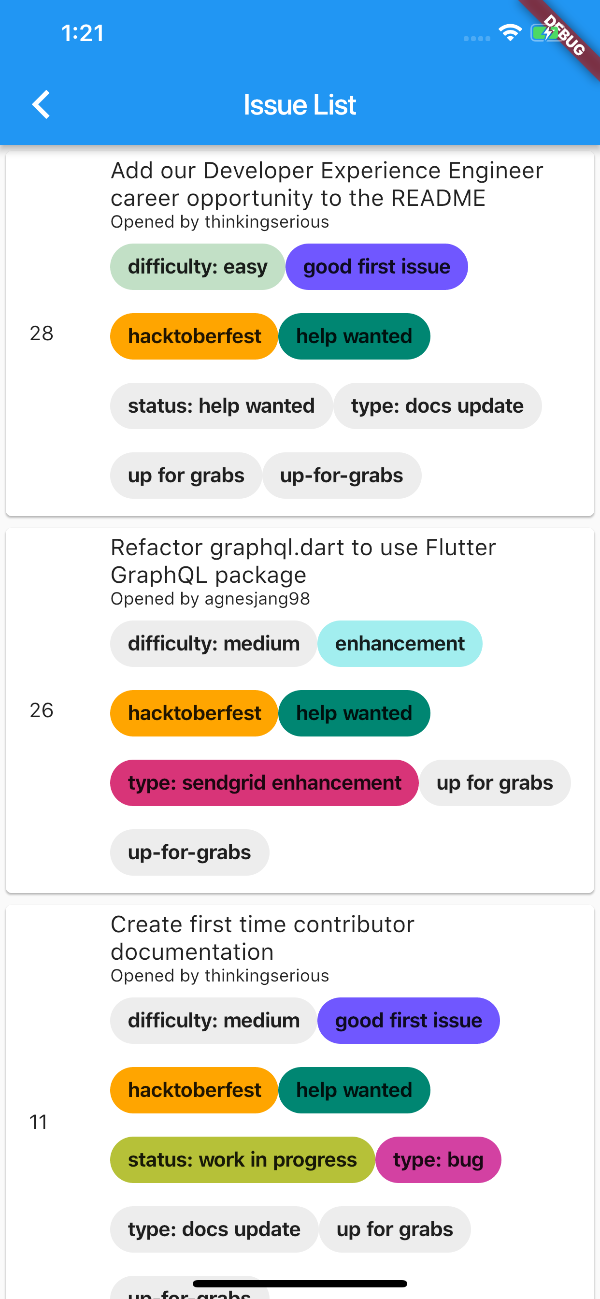 1:21
DEBUG
Issue List
Add our Developer Experience Engineer
career opportunity to the README
Opened by thinkingserious
difficulty: easy good first issue
28
hacktoberfest help wanted
status: help wanted type: docs update
up for grabs up-for-grabs
Refactor graphql.dart to use Flutter
GraphQL package
Opened by agnesjang98
difficulty: medium enhancement
26
hacktoberfest help wanted
type: sendgrid enhancement up for grabs
up-for-grabs
Create first time contributor
documentation
Opened by thinkingserious
difficulty: medium good first issue
hacktoberfest help wanted
11
status: work in progress type: bug
type: docs update up for grabs
up-for-grabs